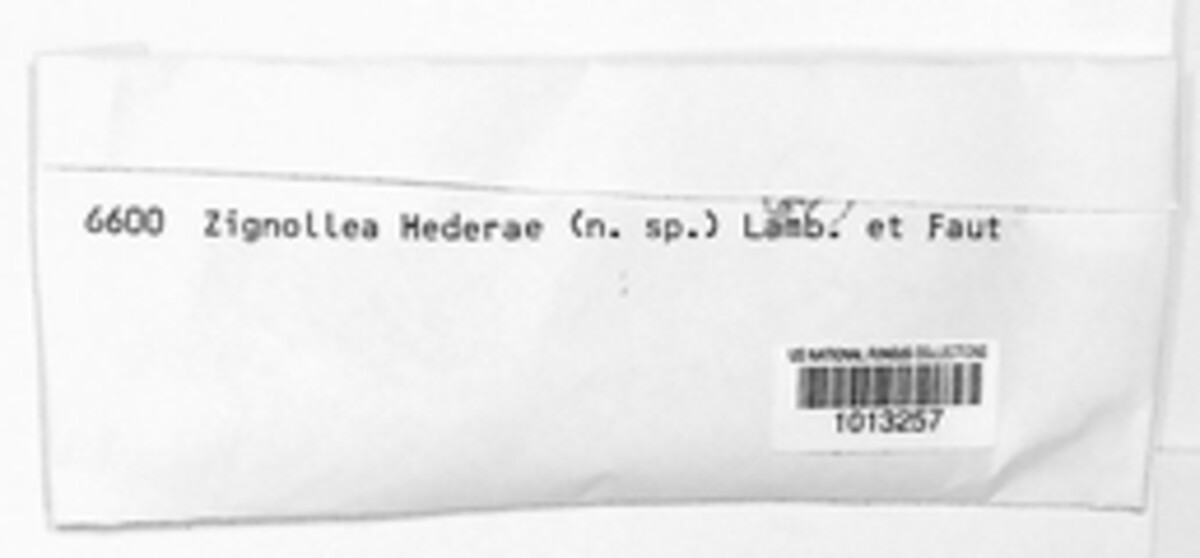 6600 Zignollea Hederae (n. sp.) Lamb. et Faut
US NATIONAL FUNGUS COLLECTIONS
1013257